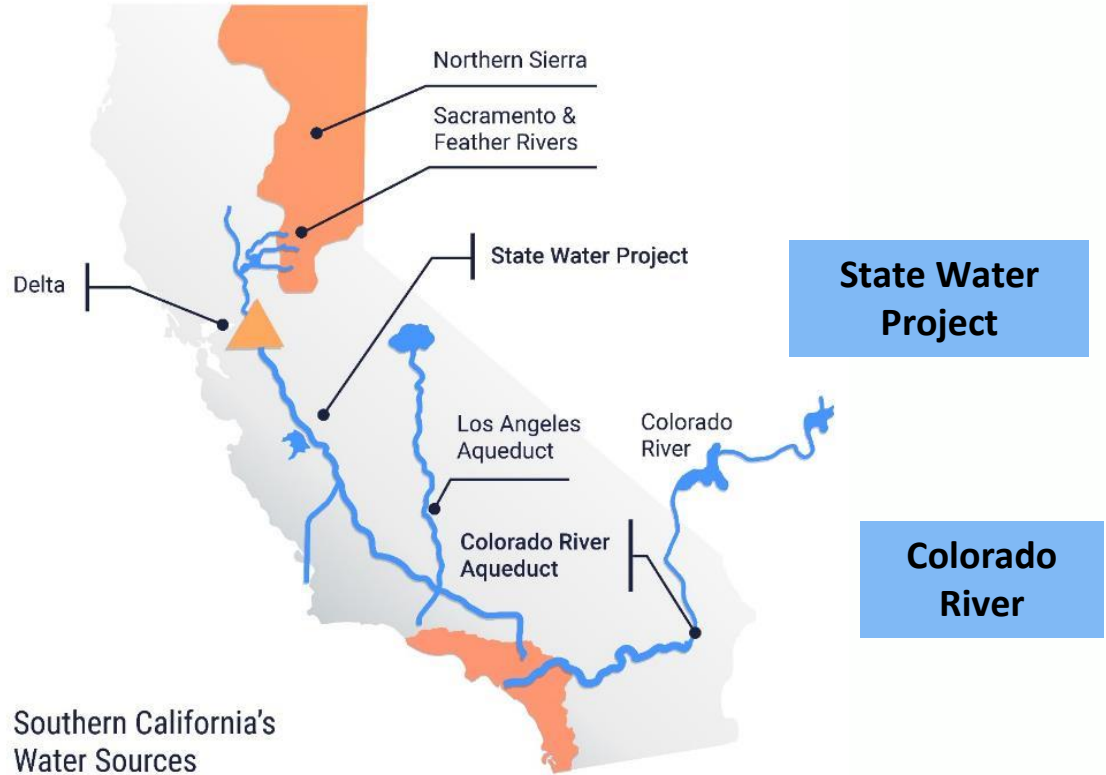 Northern Sierra
Sacramento &
Feather Rivers
State Water Project
Delta
State Water
Project
Los Angeles
Aqueduct
Colorado
River
Colorado River
Aqueduct
Colorado
River
Southern California's
Water Sources